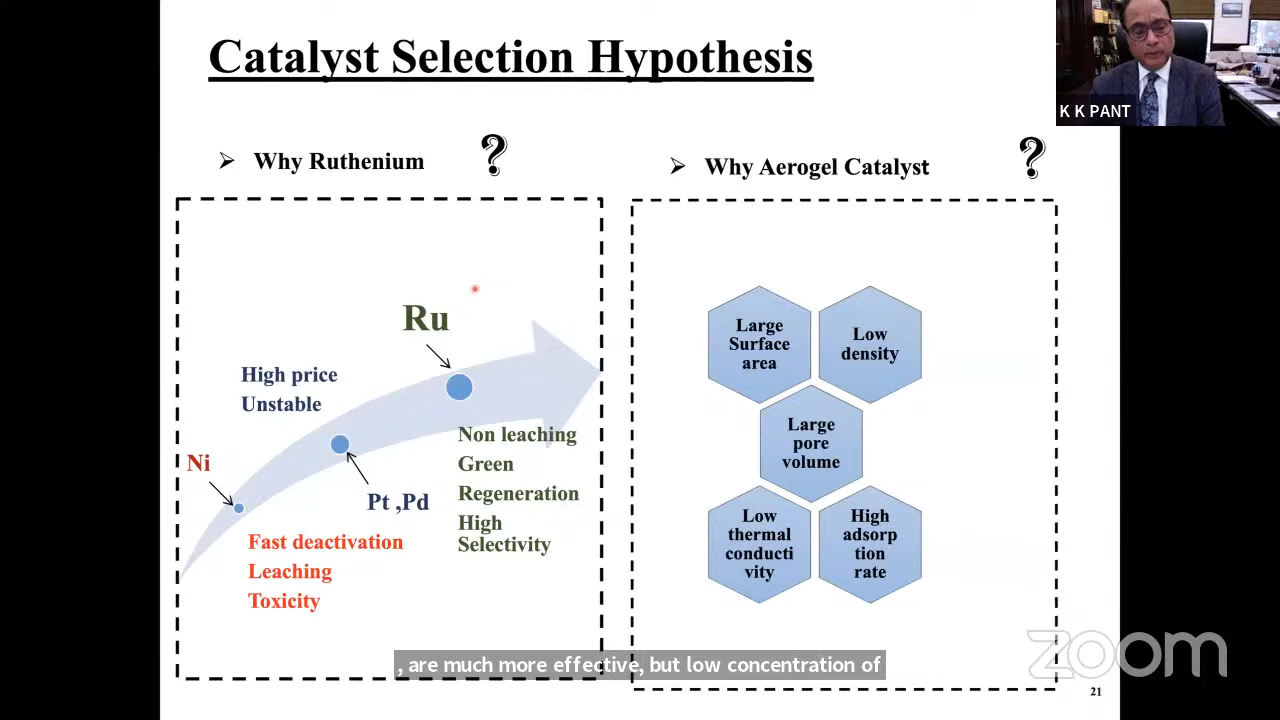 Catalyst Selection Hypothesis
K K PANT
➢ Why Ruthenium ?
➢ Why Aerogel Catalyst ?
Ru
High price
Unstable
Ni
Pt ,Pd
Non leaching
Green
Regeneration
High
Selectivity
Fast deactivation
Leaching
Toxicity
Large
Surface
area
Low
density
Large
pore
volume
Low
thermal
conducti
vity
High
adsorp
tion
rate
, are much more effective, but low concentration of
zoom
21